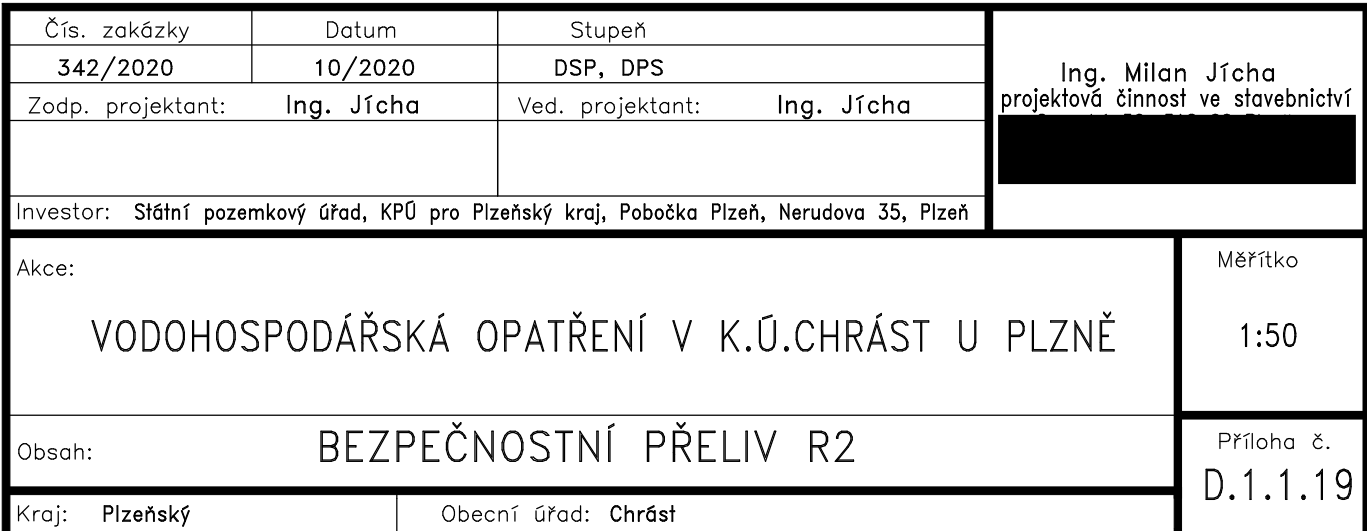 Čís. zakázky Datum Stupeň
342/2020 10/2020 DSP, DPS
Zodp. projektant: Ing. Jícha Ved. projektant: Ing. Jícha
Investor: Státní pozemkový úřad, KPÚ pro Plzeňský kraj, Pobočka Plzeň, Nerudova 35, Plzeň
Ing. Milan Jícha
projektová činnost ve stavebnictví
Akce:
VODOHOSPODÁŘSKÁ OPATŘENÍ V K.Ú.CHRÁST U PLZNĚ
Měřítko
1:50
Obsah: BEZPEČNOSTNÍ PŘELIV R2
Příloha č.
D.1.1.19
Kraj: Plzeňský Obecní úřad: Chrást